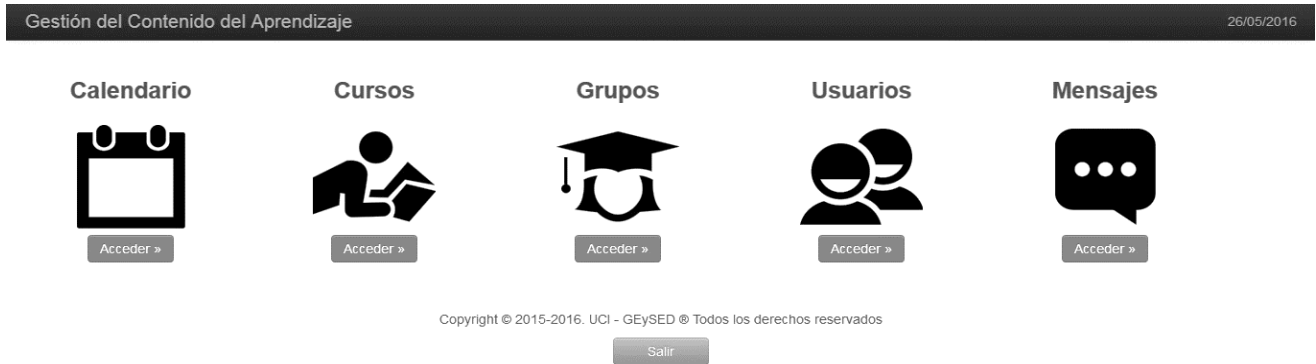 Gestión del Contenido del Aprendizaje 26/05/2016
Calendario Cursos Grupos Usuarios Mensajes
Acceder » Acceder » Acceder » Acceder » Acceder »
Copyright © 2015-2016. UCI - GEySED ® Todos los derechos reservados
Salir